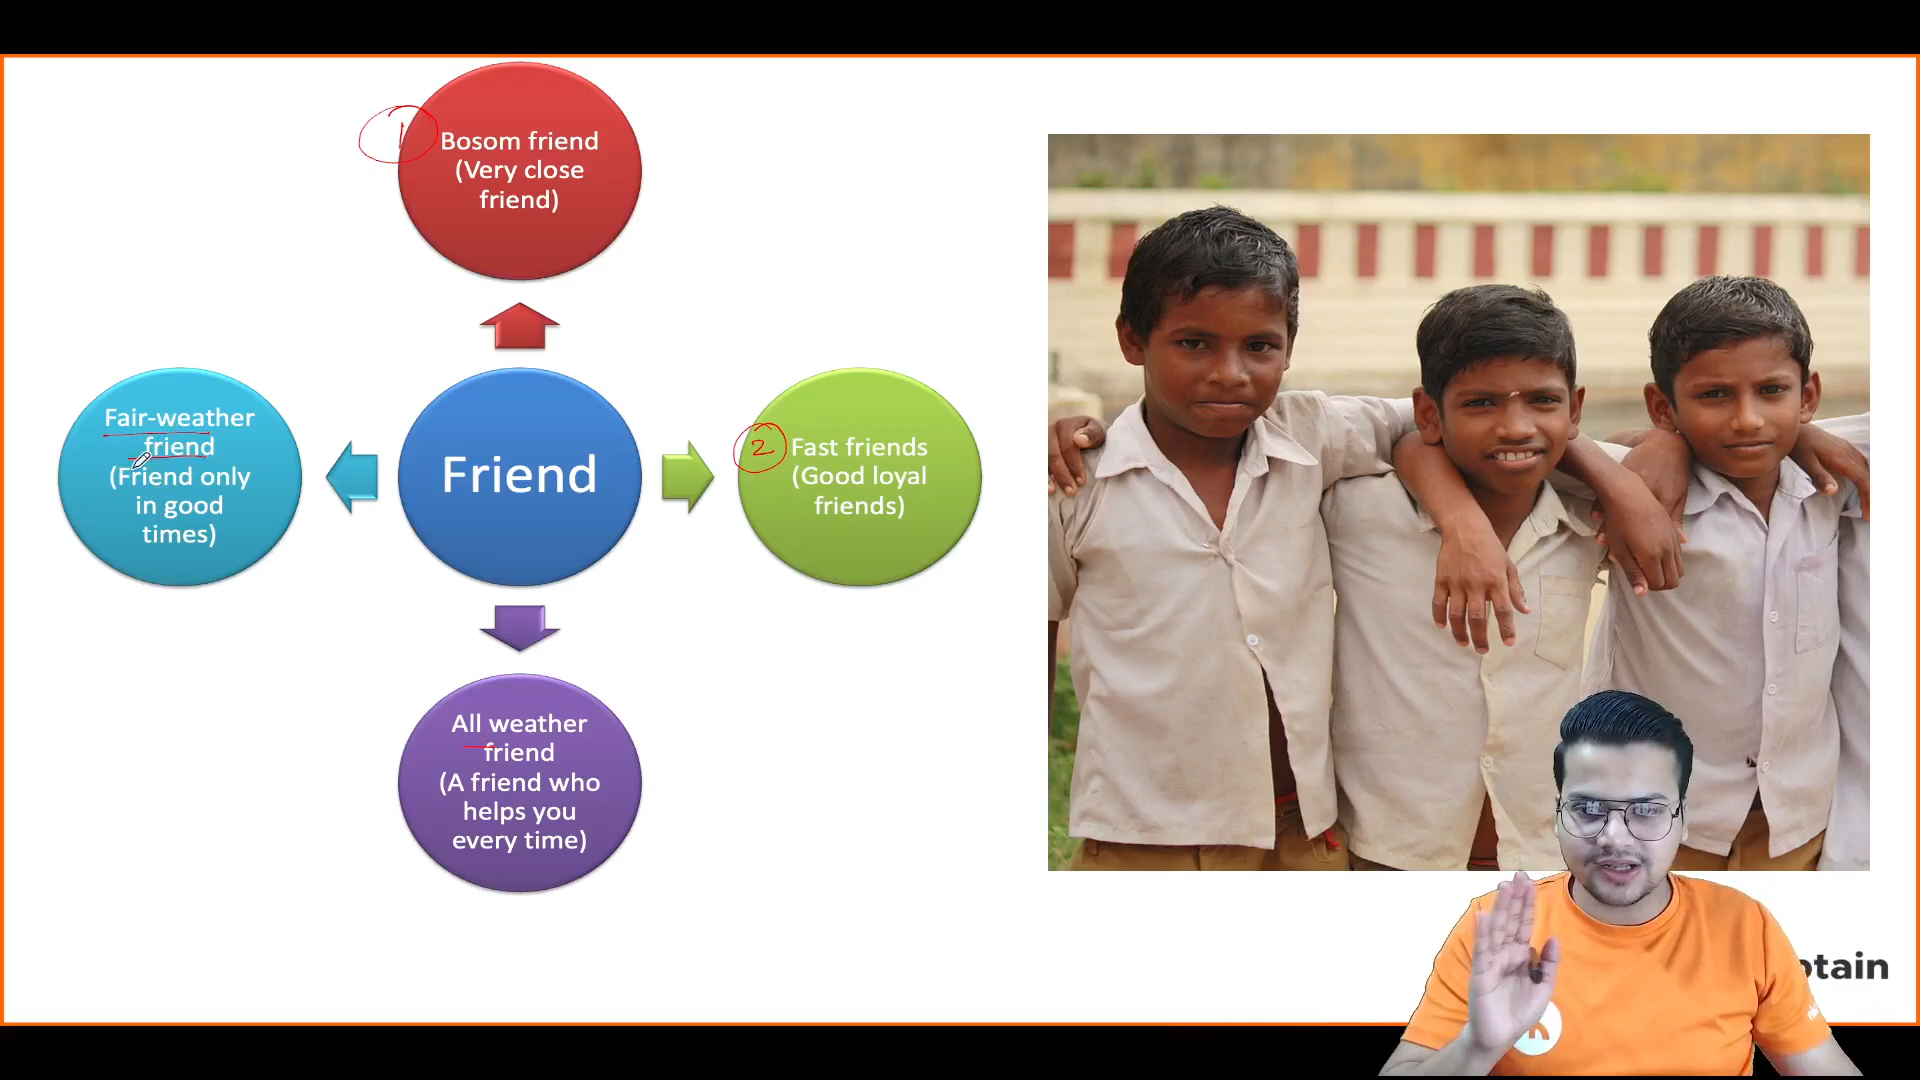 1
Bosom friend
(Very close
friend)
Fair-weather
friend
(Friend only
in good
times)
Friend
2
Fast friends
(Good loyal
friends)
All weather
friend
(A friend who
helps you
every time)
ptain